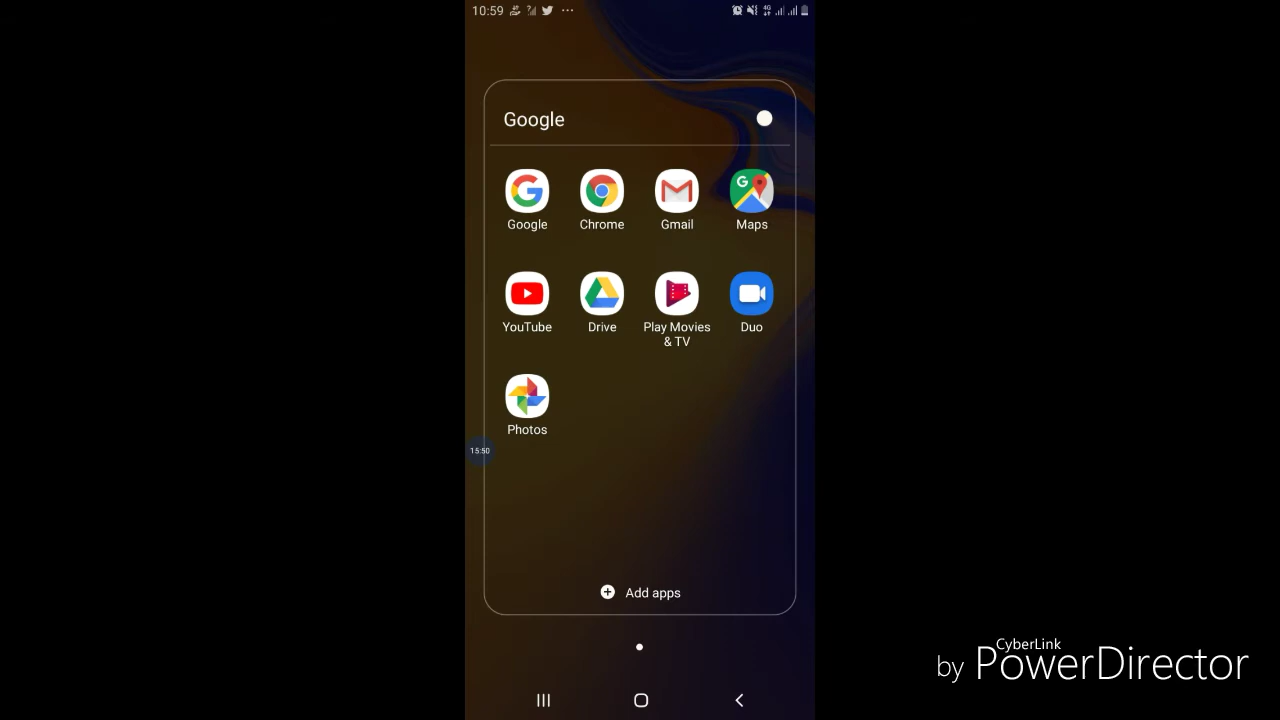 10:59
4G
Google
Google Chrome Gmail Maps
YouTube Drive Play Movies
& TV
Duo
Photos
15:50
Add apps
CyberLink
by PowerDirector